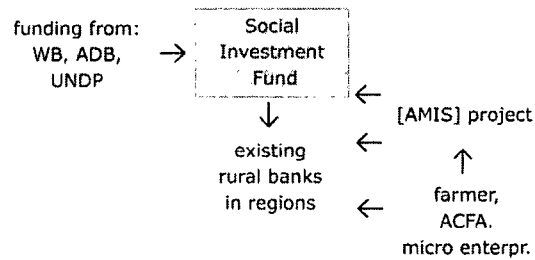 funding from:
WB, ADB,
UNDP
Social
Investment
Fund
[AMIS] project
existing
rural banks
in regions
farmer,
ACFA.
micro enterpr.